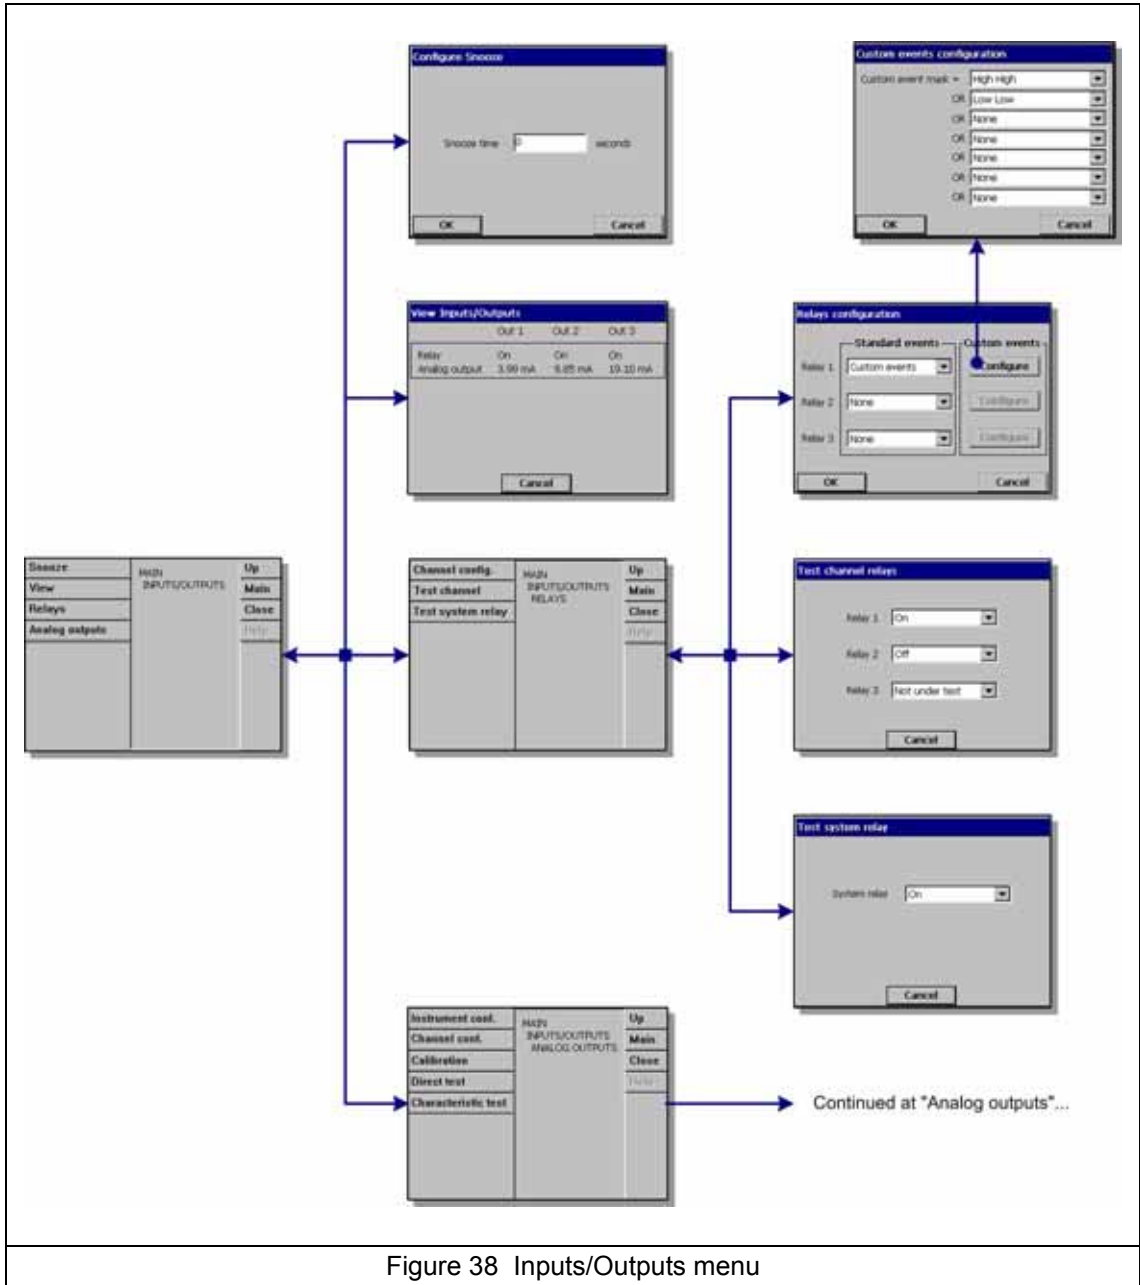 Configure Snooze
Snooze time 0 seconds
OK Cancel
Custom events configuration
Custom event mask = High High
OR Low Low
OR None
OR None
OR None
OR None
OR None
OK Cancel
View Inputs/Outputs
Out 1 Out 2 Out 3
Relay On On On
Analog output 3.99 mA 9.85 mA 19.10 mA
Cancel
Relays configuration
Standard events Custom events
Relay 1 Custom events Configure
Relay 2 None Configure
Relay 3 None Configure
OK Cancel
Snooze
View
Relays
Analog outputs
MAIN
INPUTS/OUTPUTS
Up
Main
Close
Help
Channel config.
Test channel
Test system relay
MAIN
INPUTS/OUTPUTS
RELAYS
Up
Main
Close
Help
Test channel relays
Relay 1 On
Relay 2 Off
Relay 3 Not under test
Cancel
Test system relay
System relay On
Cancel
Instrument conf.
Channel conf.
Calibration
Direct test
Characteristic test
MAIN
INPUTS/OUTPUTS
ANALOG OUTPUTS
Up
Main
Close
Help
Continued at "Analog outputs"...
Figure 38 Inputs/Outputs menu